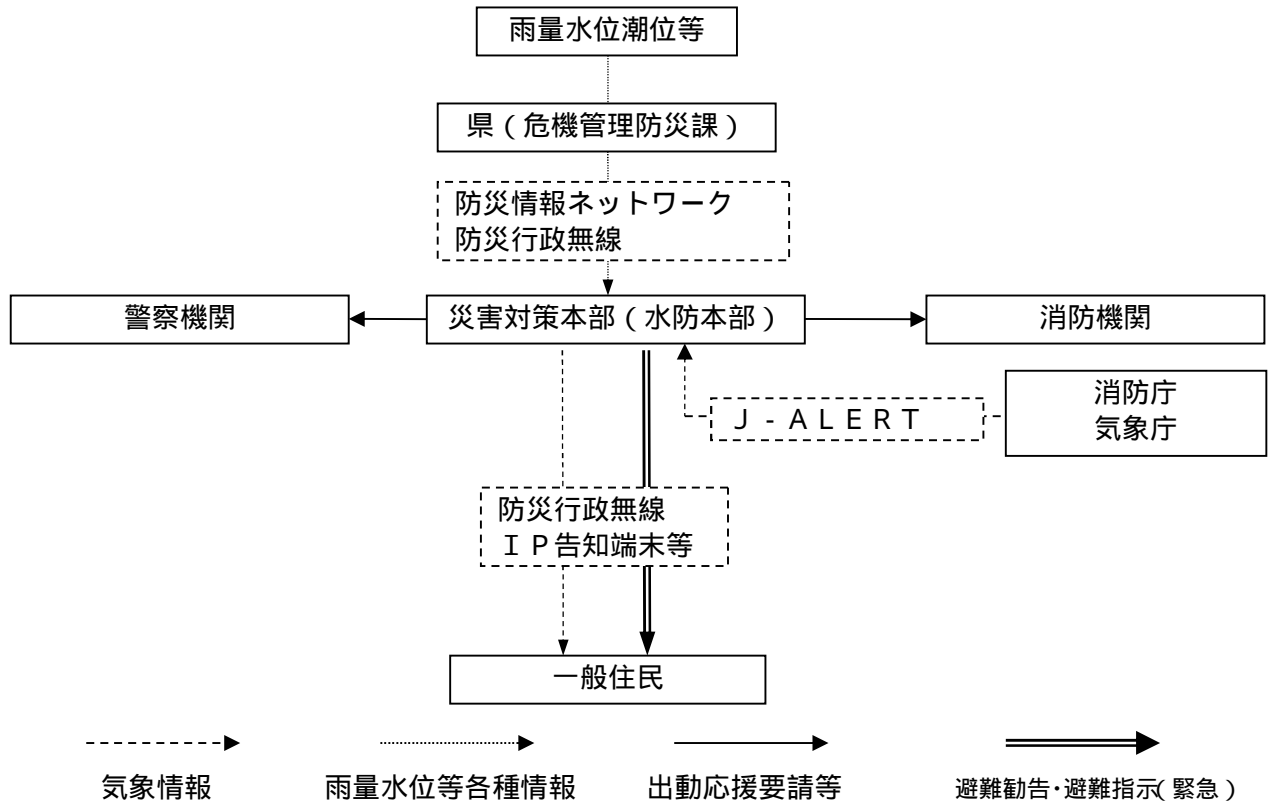 雨量水位潮位等
県（危機管理防災課）
防災情報ネットワーク
防災行政無線
警察機関
災害対策本部（水防本部）
消防機関
消防庁
気象庁
Ｊ-ＡＬＥＲＴ
防災行政無線
ＩＰ告知端末等
一般住民
気象情報
雨量水位等各種情報
出動応援要請等
避難勧告・避難指示（緊急）